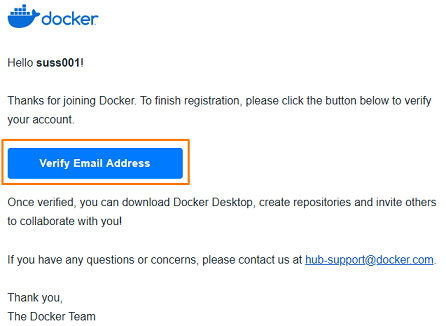 docker
Hello suss001!
Thanks for joining Docker. To finish registration, please click the button below to verify
your account.
Verify Email Address
Once verified, you can download Docker Desktop, create repositories and invite others
to collaborate with you!
If you have any questions or concerns, please contact us at hub-support@docker.com.
Thank you,
The Docker Team